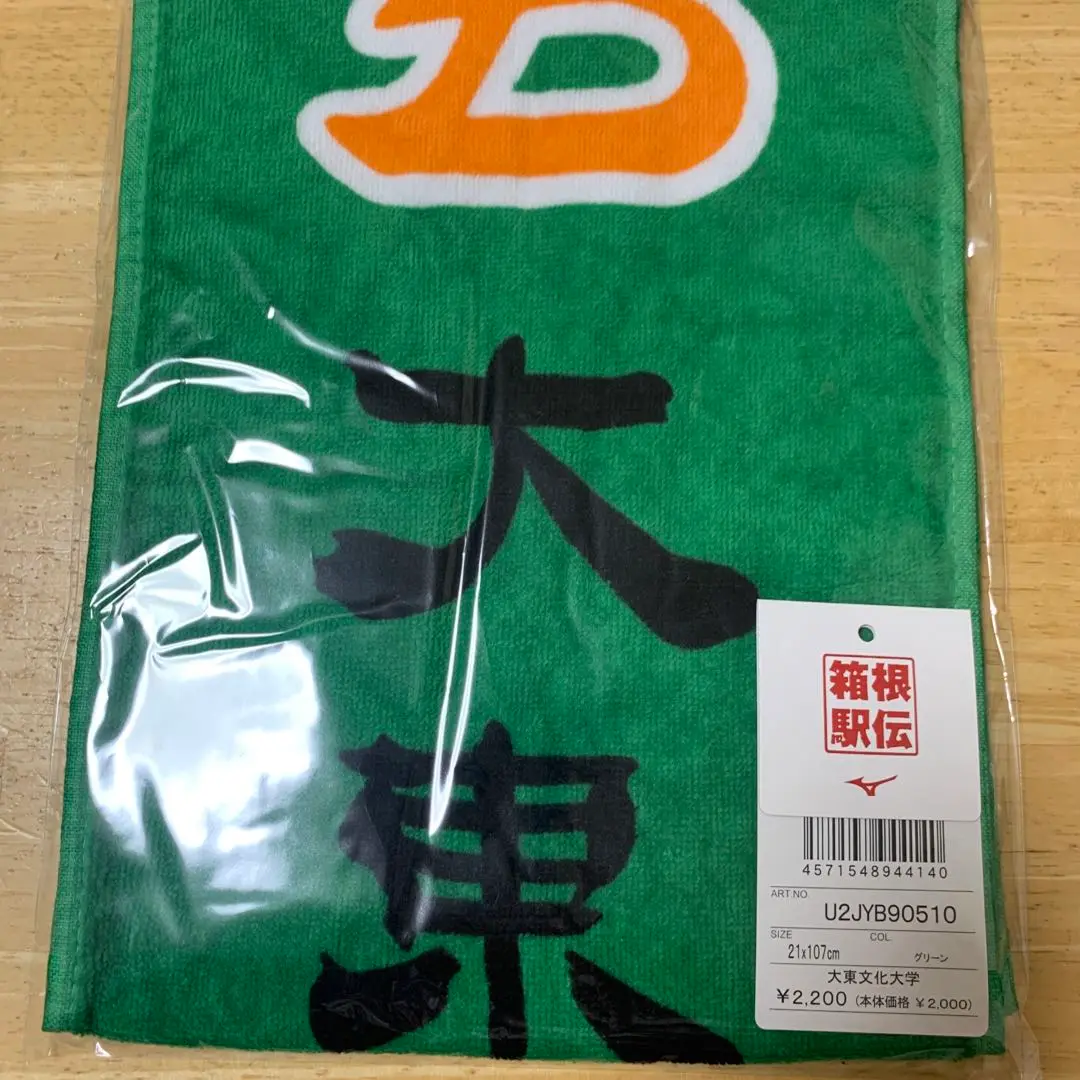 D
大
東
箱根
駅伝
4571548944140
ART.NO.
U2JYB90510
SIZE
COL.
21x107cm
グリーン
大東文化大学
¥2,200 (本体価格 ¥2,000)